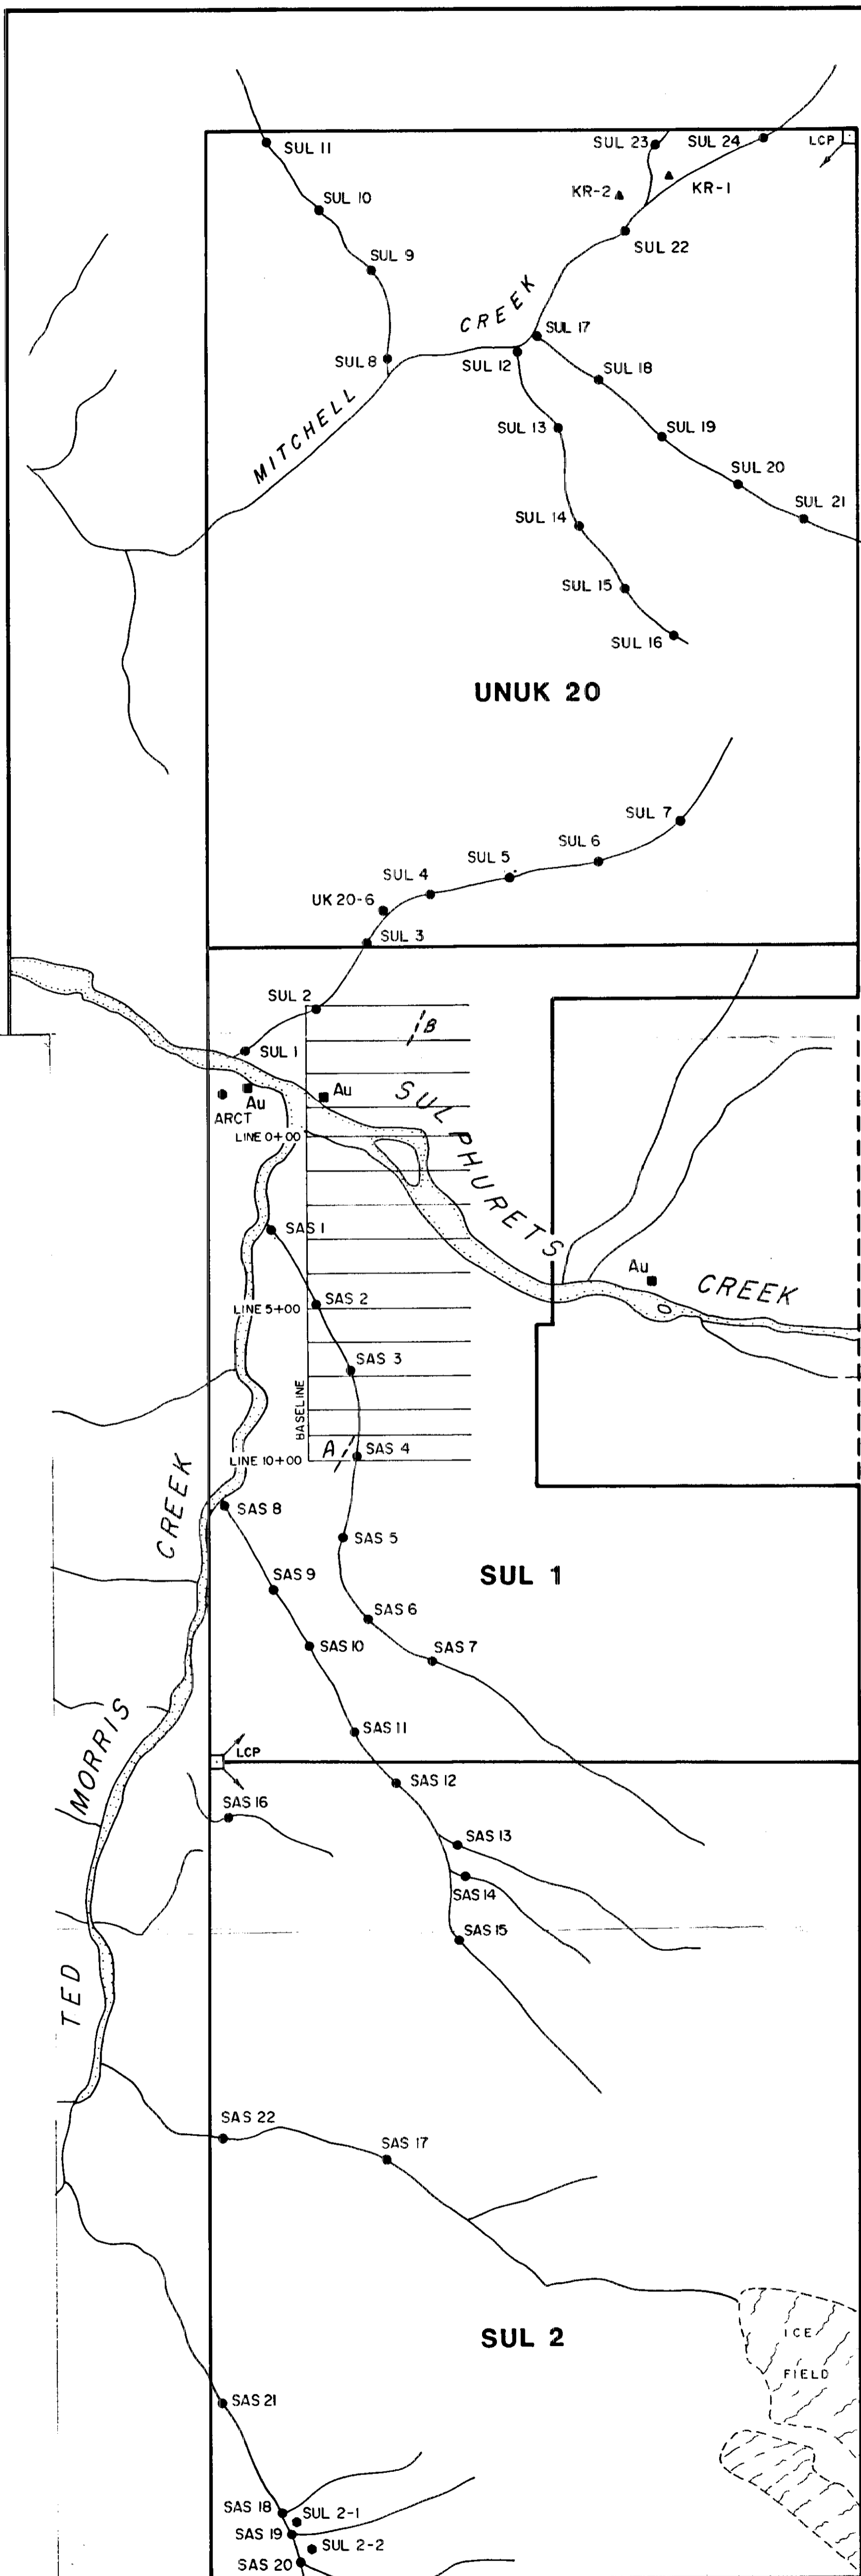 SUL 11
SUL 23
SUL 24
LCP
KR-2
KR-1
SUL 10
SUL 22
SUL 9
CREEK
SUL 17
SUL 8
SUL 12
SUL 18
MITCHELL
SUL 13
SUL 19
SUL 20
SUL 21
SUL 14
SUL 15
SUL 16
UNUK 20
SUL 7
SUL 6
SUL 5
SUL 4
UK 20-6
SUL 3
SUL 2
B
SUL 1
Au
Au
ARCT
SULPHURETS
LINE 0+00
SAS 1
Au
CREEK
SAS 2
LINE 5+00
SAS 3
BASELINE
A
SAS 4
LINE 10+00
CREEK
SAS 8
SAS 5
SUL 1
SAS 9
SAS 6
SAS 10
SAS 7
MORRIS
SAS 11
LCP
SAS 12
SAS 16
SAS 13
SAS 14
SAS 15
TED
SAS 22
SAS 17
ICE
FIELD
SUL 2
SAS 21
SAS 18
SUL 2-1
SAS 19
SUL 2-2
SAS 20